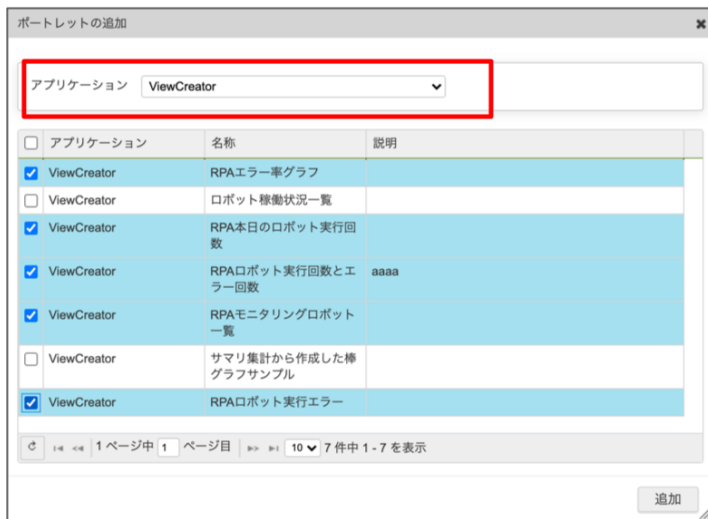 ポートレットの追加
アプリケーション ViewCreator
アプリケーション 名称 説明
ViewCreator RPAエラー率グラフ
ViewCreator ロボット稼働状況一覧
ViewCreator RPA本日のロボット実行回
数
ViewCreator RPAロボット実行回数とエ aaaa
ラー回数
ViewCreator RPAモニタリングロボット
一覧
ViewCreator サマリ集計から作成した棒
グラフサンプル
ViewCreator RPAロボット実行エラー
1 ページ中 1 ページ目 10 7 件中 1 - 7 を表示
追加